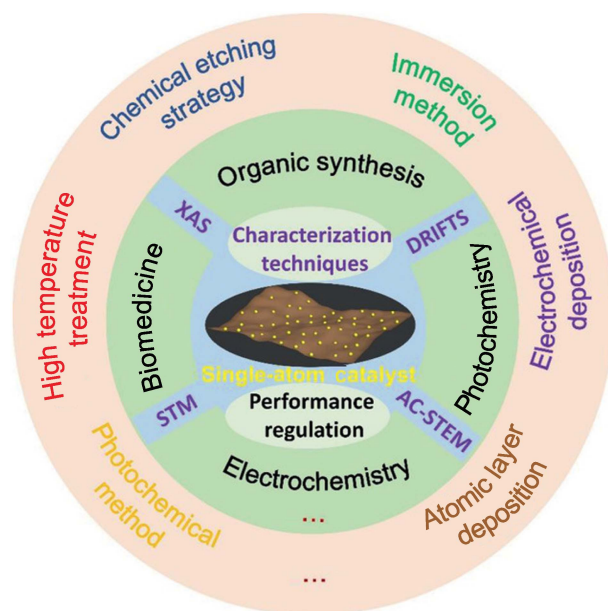 Chemical etching
strategy
Immersion
method
Organic synthesis
XAS
Characterization
techniques
DRIFTS
High temperature
treatment
Biomedicine
Photochemistry
Electrochemical
deposition
Single-atom catalyst
STM
Performance
regulation
AC-STEM
Photochemical
method
Electrochemistry
...
Atomic layer
deposition
...